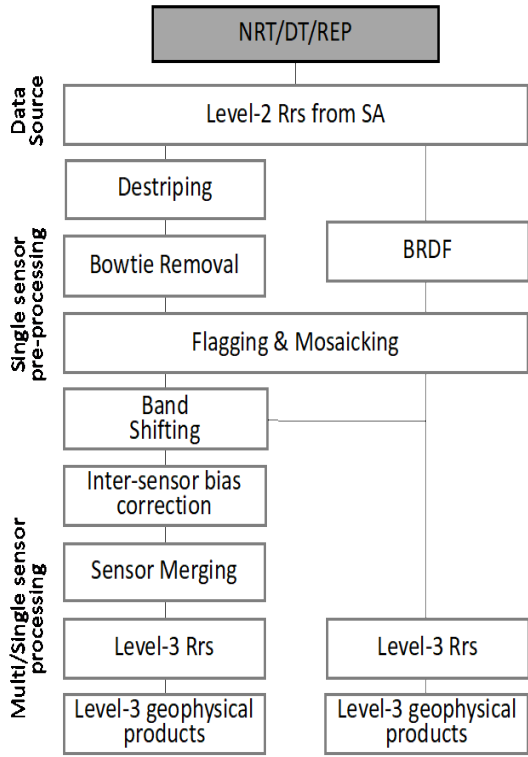 NRT/DT/REP
Data
Source
Level-2 Rrs from SA
Single sensor
pre-processing
Destriping
Bowtie Removal
BRDF
Flagging & Mosaicking
Multi/Single sensor
processing
Band
Shifting
Inter-sensor bias
correction
Sensor Merging
Level-3 Rrs
Level-3 Rrs
Level-3 geophysical
products
Level-3 geophysical
products